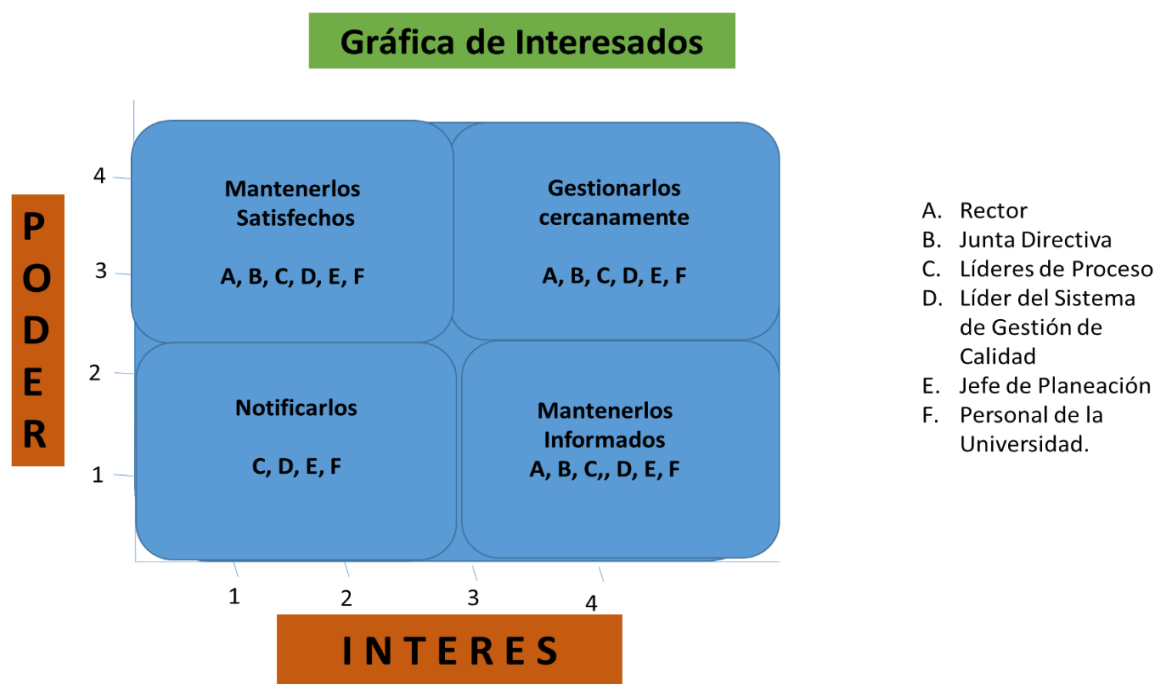 Gráfica de Interesados
P
O
D
E
R
4
3
2
1
Mantenerlos
Satisfechos
A, B, C, D, E, F
Gestionarlos
cercanamente
A, B, C, D, E, F
Notificarlos
C, D, E, F
Mantenerlos
Informados
A, B, C,, D, E, F
1
2
3
4
I N T E R E S
A. Rector
B. Junta Directiva
C. Líderes de Proceso
D. Líder del Sistema
de Gestión de
Calidad
E. Jefe de Planeación
F. Personal de la
Universidad.